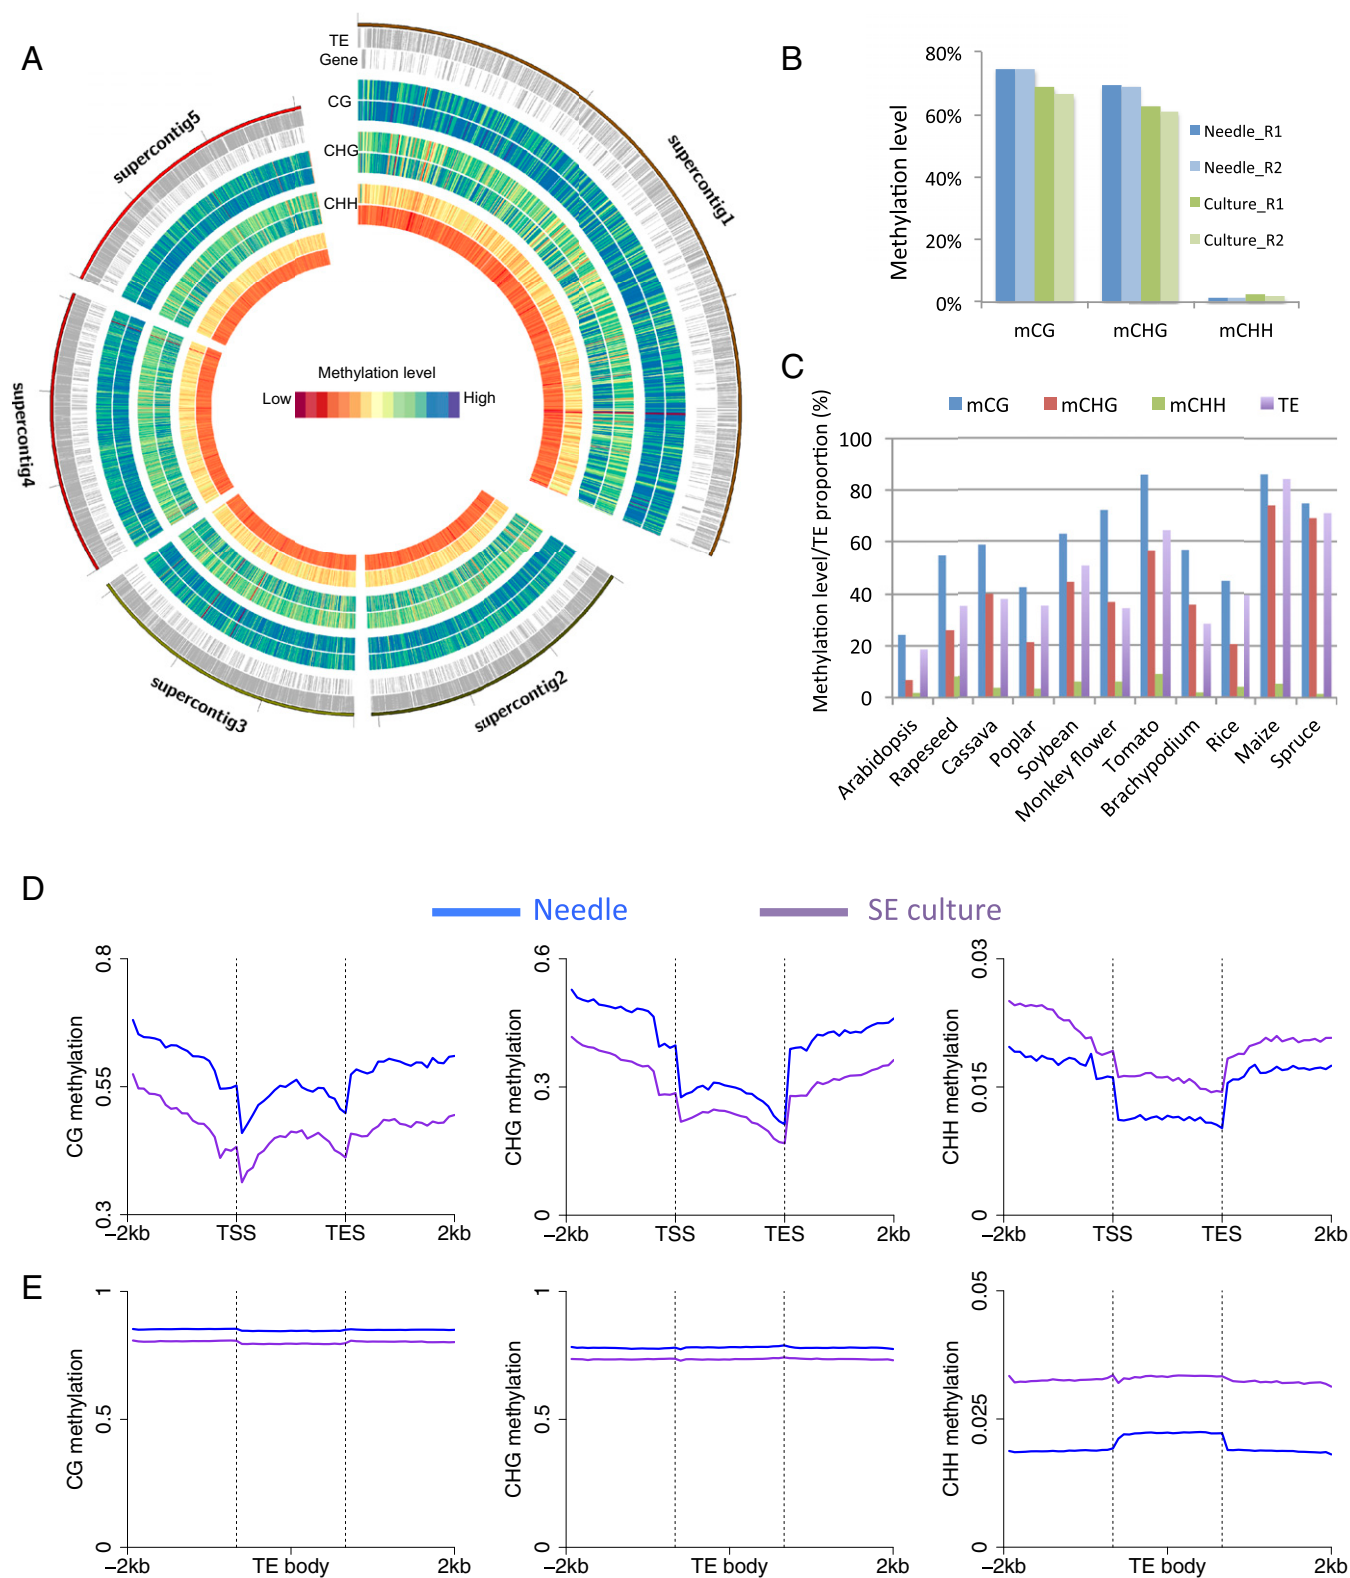 A
TE
Gene
CG
CHG
CHH
supercontig1
supercontig2
supercontig3
supercontig4
supercontig5
Methylation level
Low
High
B
Methylation level
80%
60%
40%
20%
0%
mCG
mCHG
mCHH
Needle_R1
Needle_R2
Culture_R1
Culture_R2
C
mCG
mCHG
mCHH
TE
Methylation level/TE proportion (%)
100
80
60
40
20
0
Arabidopsis
Rapeseed
Cassava
Poplar
Soybean
Monkey flower
Tomato
Brachypodium
Rice
Maize
Spruce
D
Needle
SE culture
CG methylation
0.8
0.55
0.3
−2kb
TSS
TES
2kb
CHG methylation
0.6
0.3
0
−2kb
TSS
TES
2kb
CHH methylation
0.03
0.015
0
−2kb
TSS
TES
2kb
E
CG methylation
1
0.5
0
−2kb
TE body
2kb
CHG methylation
1
0.5
0
−2kb
TE body
2kb
CHH methylation
0.05
0.025
0
−2kb
TE body
2kb